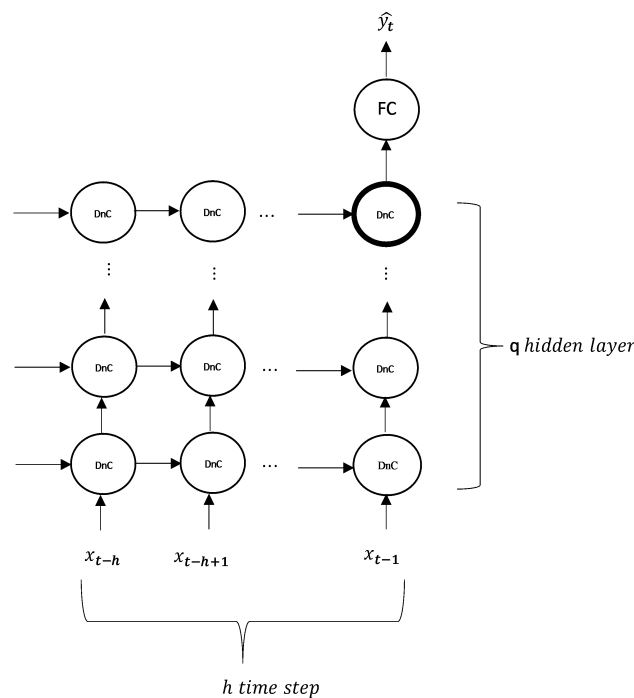 ŷₜ
FC
DnC DnC … DnC
⋮ ⋮ ⋮
q hidden layer
DnC DnC … DnC
DnC DnC … DnC
xₜ₋ₕ xₜ₋ₕ₊₁ xₜ₋₁
h time step